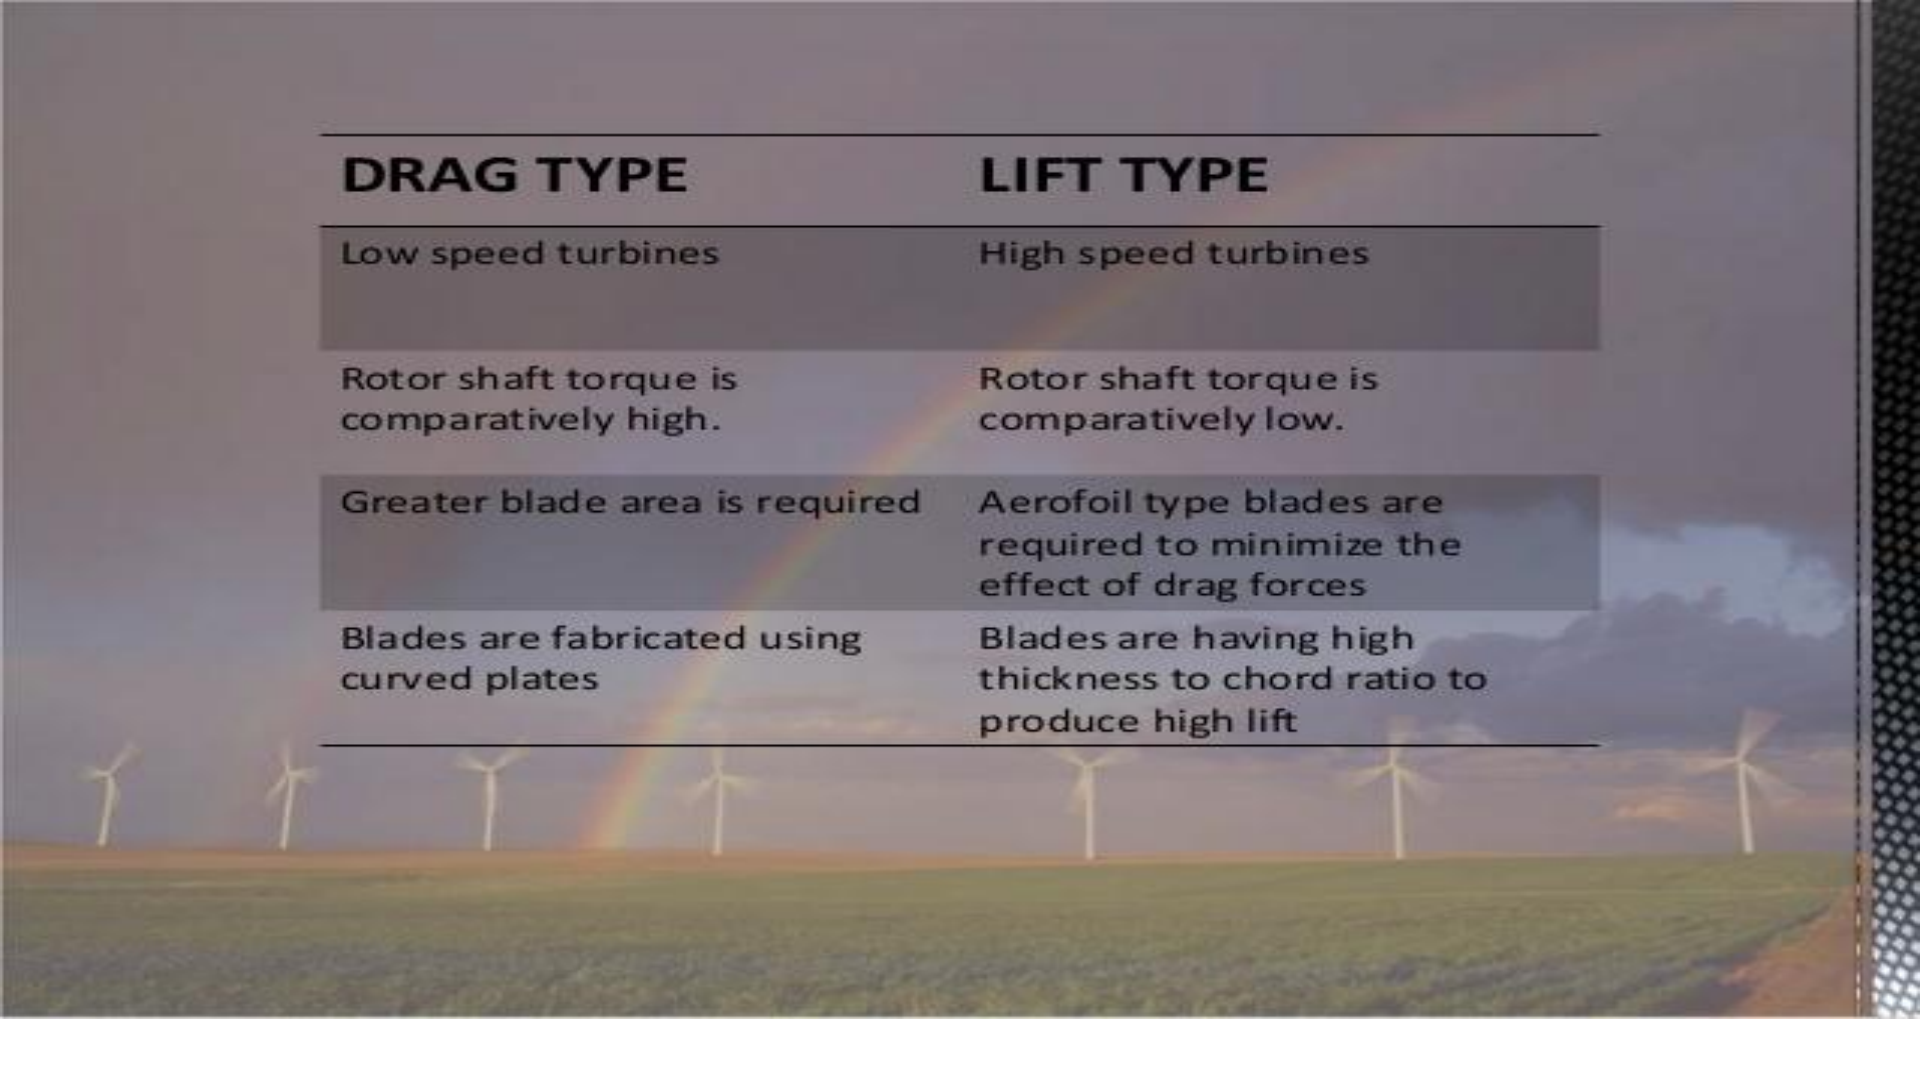 DRAG TYPE
LIFT TYPE
Low speed turbines
High speed turbines
Rotor shaft torque is
comparatively high.
Rotor shaft torque is
comparatively low.
Greater blade area is required
Aerofoil type blades are
required to minimize the
effect of drag forces
Blades are fabricated using
curved plates
Blades are having high
thickness to chord ratio to
produce high lift